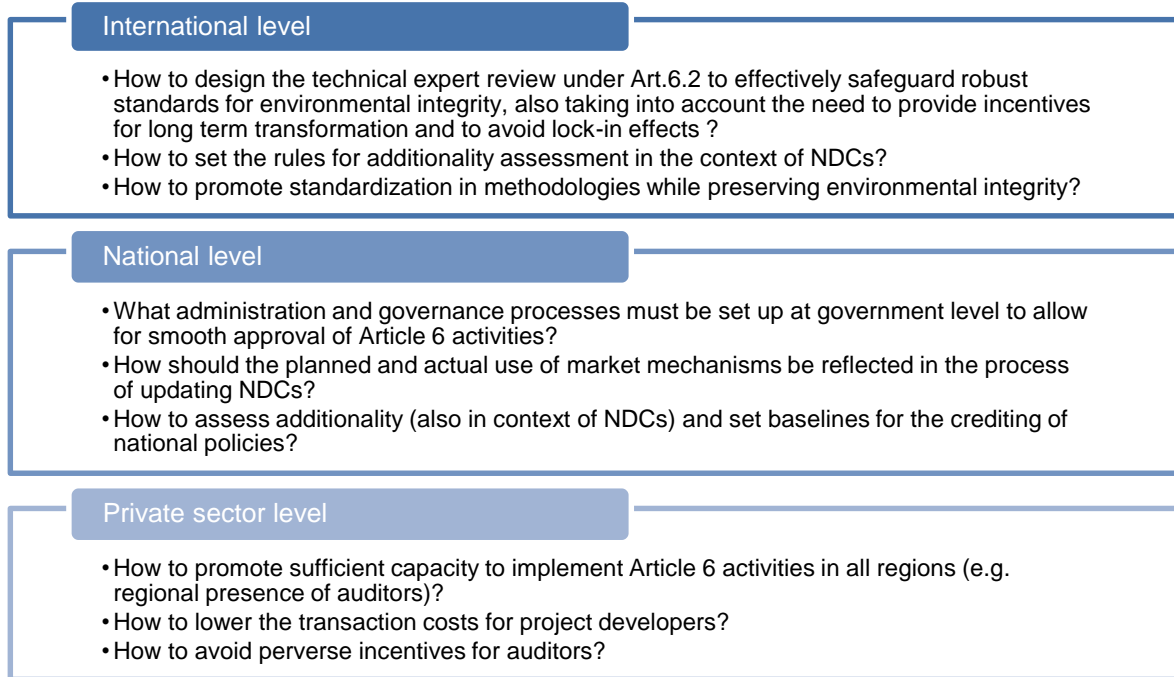 International level
•How to design the technical expert review under Art.6.2 to effectively safeguard robust
standards for environmental integrity, also taking into account the need to provide incentives
for long term transformation and to avoid lock-in effects ?
•How to set the rules for additionality assessment in the context of NDCs?
•How to promote standardization in methodologies while preserving environmental integrity?
National level
•What administration and governance processes must be set up at government level to allow
for smooth approval of Article 6 activities?
•How should the planned and actual use of market mechanisms be reflected in the process
of updating NDCs?
•How to assess additionality (also in context of NDCs) and set baselines for the crediting of
national policies?
Private sector level
•How to promote sufficient capacity to implement Article 6 activities in all regions (e.g.
regional presence of auditors)?
•How to lower the transaction costs for project developers?
•How to avoid perverse incentives for auditors?